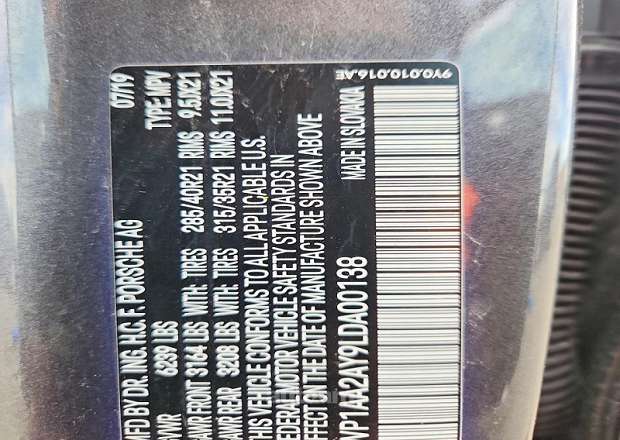 MFD BY DR. ING. H.C. F. PORSCHE AG 07/19
GVWR 6239 LBS TYPE: MPV
GAWR FRONT 3164 LBS WITH: TIRES 285/40R21 RIMS 9.5JX21
GAWR REAR 3208 LBS WITH: TIRES 315/35R21 RIMS 11.0JX21
THIS VEHICLE CONFORMS TO ALL APPLICABLE U.S.
FEDERAL MOTOR VEHICLE SAFETY STANDARDS IN
EFFECT ON THE DATE OF MANUFACTURE SHOWN ABOVE
WP1AA2AY9LDA00138 MADE IN SLOVAKIA
9Y0.010.016.AE